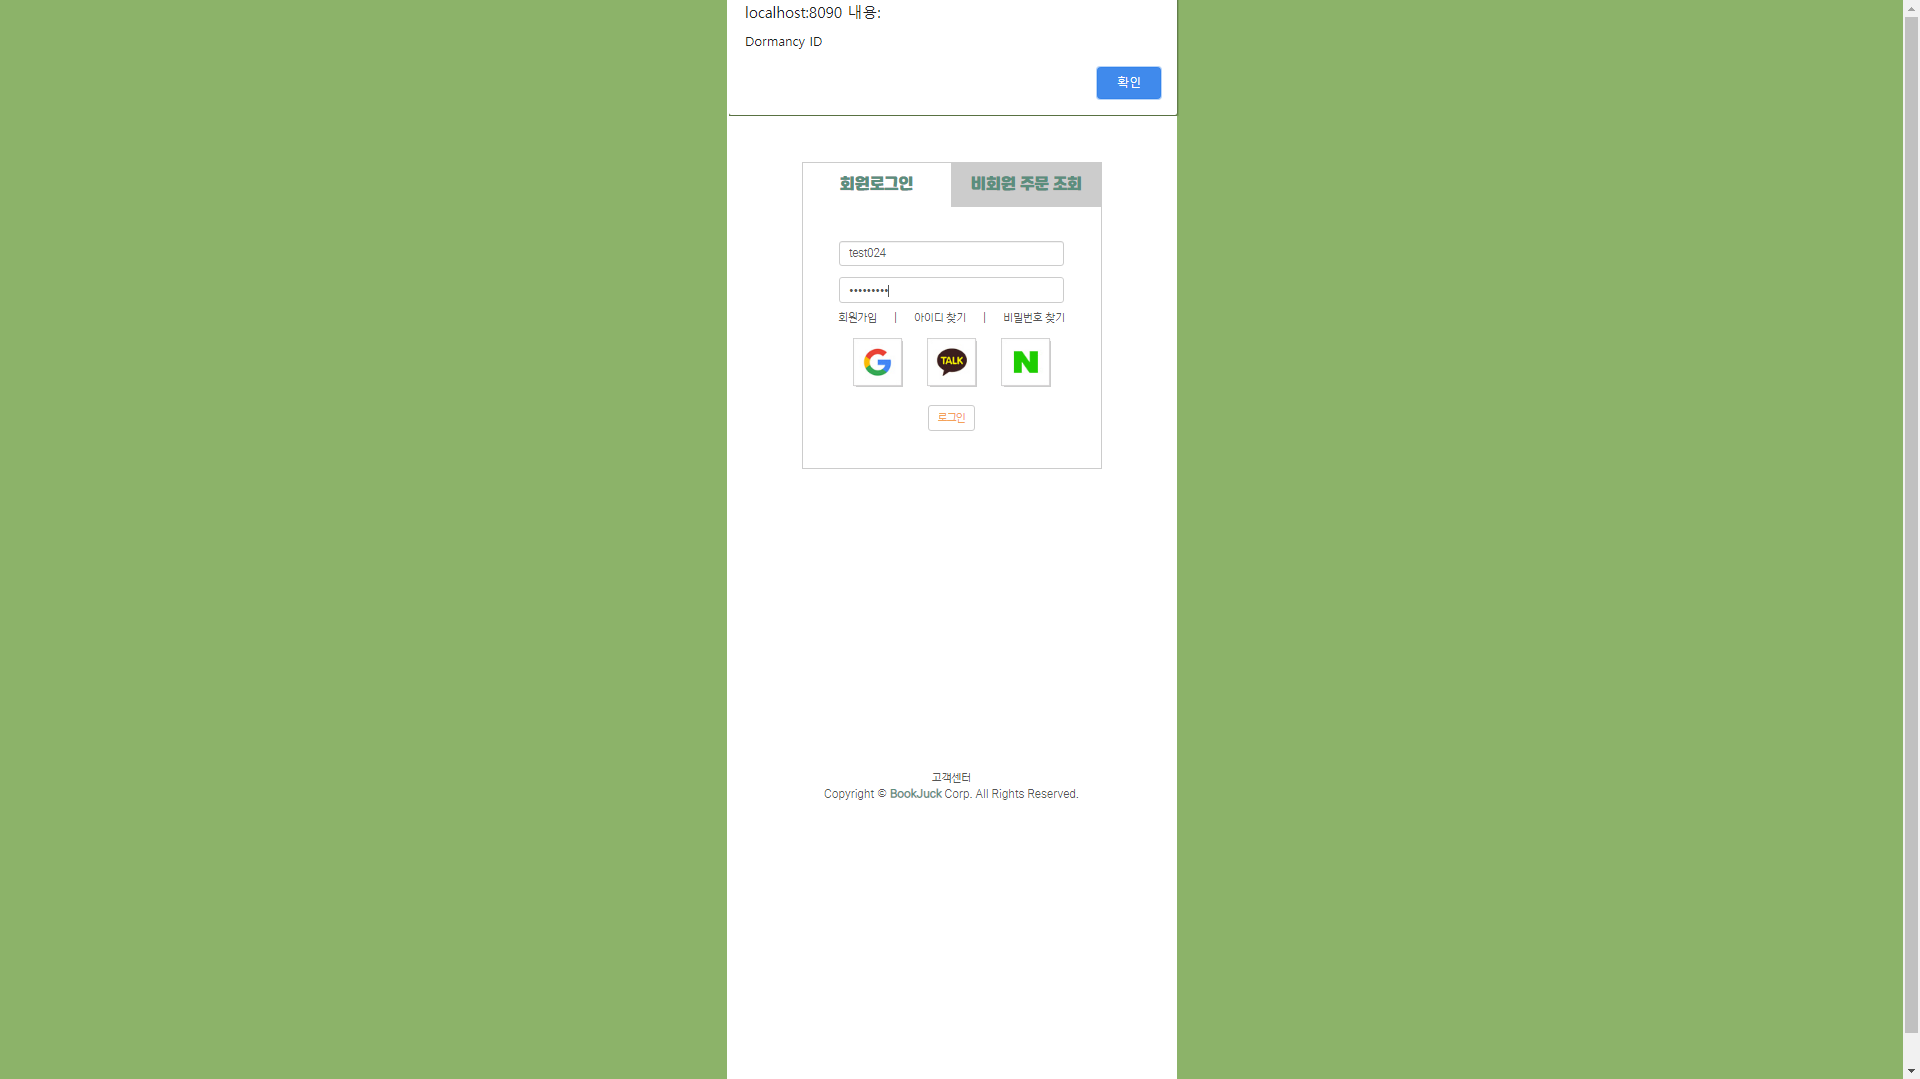 localhost:8090 내용:
Dormancy ID
확인
회원로그인 비회원 주문 조회
test024
•••••••••
회원가입 | 아이디 찾기 | 비밀번호 찾기
G TALK N
로그인
고객센터
Copyright © BookJuck Corp. All Rights Reserved.